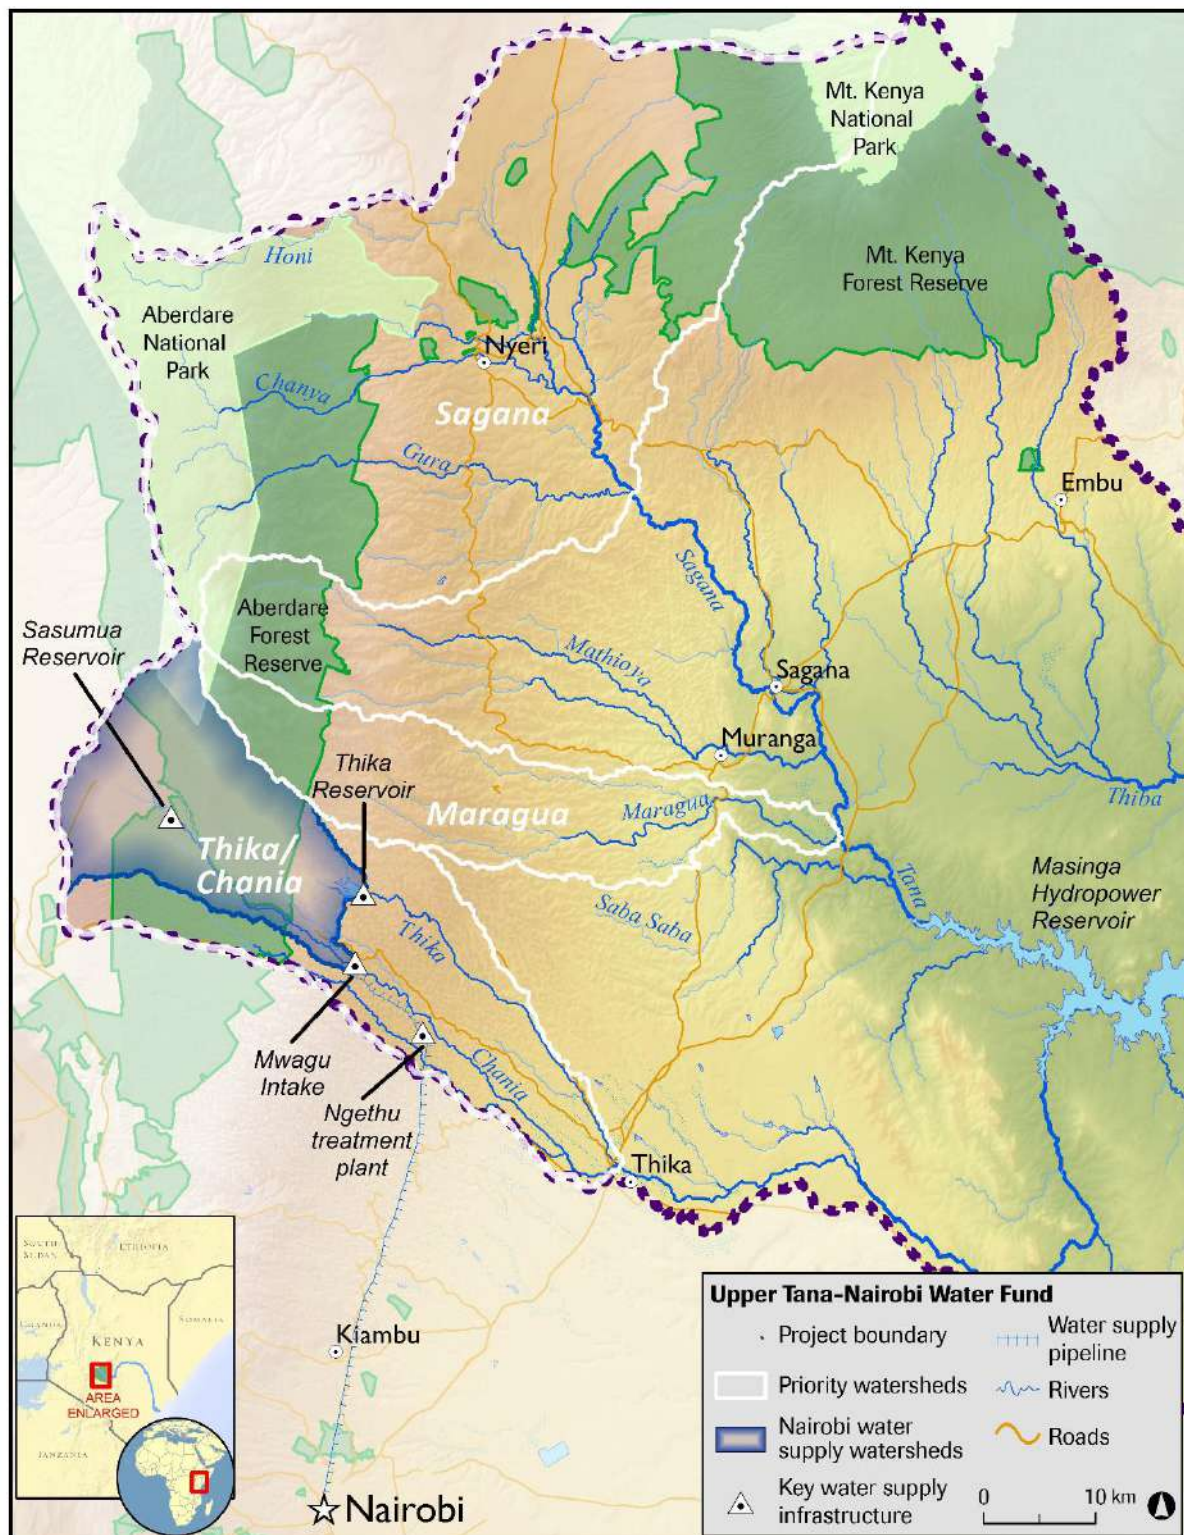 Mt. Kenya
National
Park
Honi
Mt. Kenya
Forest Reserve
Aberdare
National
Park
Nyeri
Chanya
Sagana
Gura
Embu
Sagana
Aberdare
Forest
Reserve
Sasumua
Reservoir
Mathioya
Sagana
Muranga
Thika
Reservoir
Thiba
Maragua
Maragua
Thika/
Chania
Masinga
Hydropower
Reservoir
Tana
Saba Saba
Thika
Mwagu
Intake
Chania
Ngethu
treatment
plant
Thika
SOUTH
SUDAN
ETHIOPIA
UGANDA
SOMALIA
KENYA
AREA
ENLARGED
TANZANIA
Kiambu
Nairobi
Upper Tana-Nairobi Water Fund
Project boundary
Priority watersheds
Nairobi water
supply watersheds
Key water supply
infrastructure
Water supply
pipeline
Rivers
Roads
0 10 km